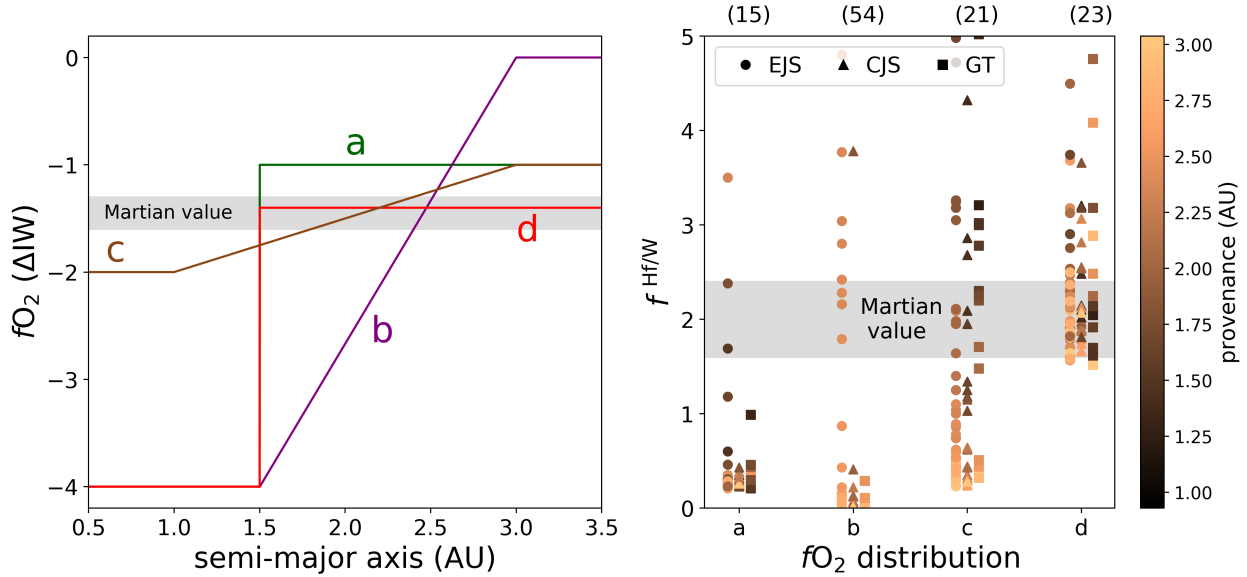 0
−1
−2
−3
−4
fO₂ (ΔIW)
Martian value
a
b
c
d
0.5 1.0 1.5 2.0 2.5 3.0 3.5
semi-major axis (AU)
(15) (54) (21) (23)
EJS CJS GT
5
4
3
2
1
0
f Hf/W
Martian
value
a b c d
fO₂ distribution
3.00
2.75
2.50
2.25
2.00
1.75
1.50
1.25
1.00
provenance (AU)